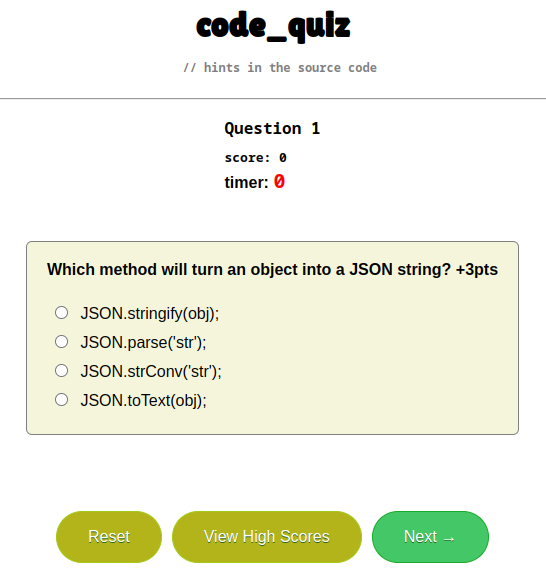 code_quiz
// hints in the source code
Question 1
score: 0
timer: 0
Which method will turn an object into a JSON string? +3pts
JSON.stringify(obj);
JSON.parse('str');
JSON.strConv('str');
JSON.toText(obj);
Reset View High Scores Next →